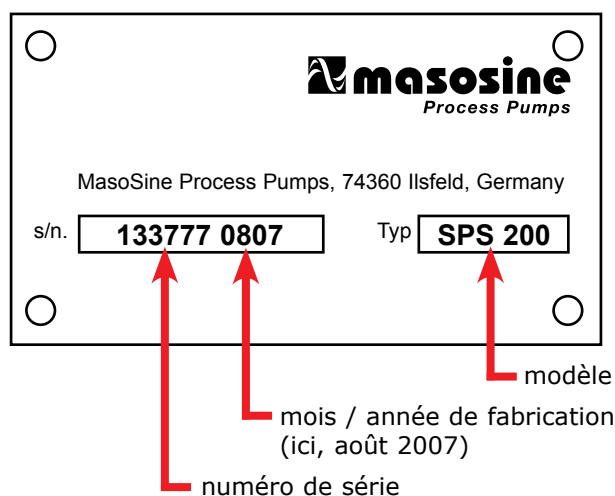 masosine
Process Pumps
MasoSine Process Pumps, 74360 Ilsfeld, Germany
s/n. 133777 0807 Typ SPS 200
modèle
mois / année de fabrication
(ici, août 2007)
numéro de série